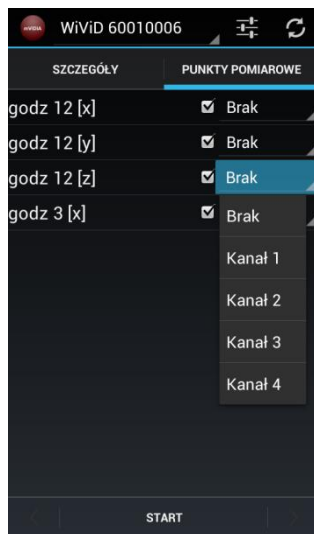 mViDiA WiViD 60010006
SZCZEGÓŁY PUNKTY POMIAROWE
godz 12 [x] Brak
godz 12 [y] Brak
godz 12 [z] Brak
godz 3 [x] Brak
Kanał 1
Kanał 2
Kanał 3
Kanał 4
START